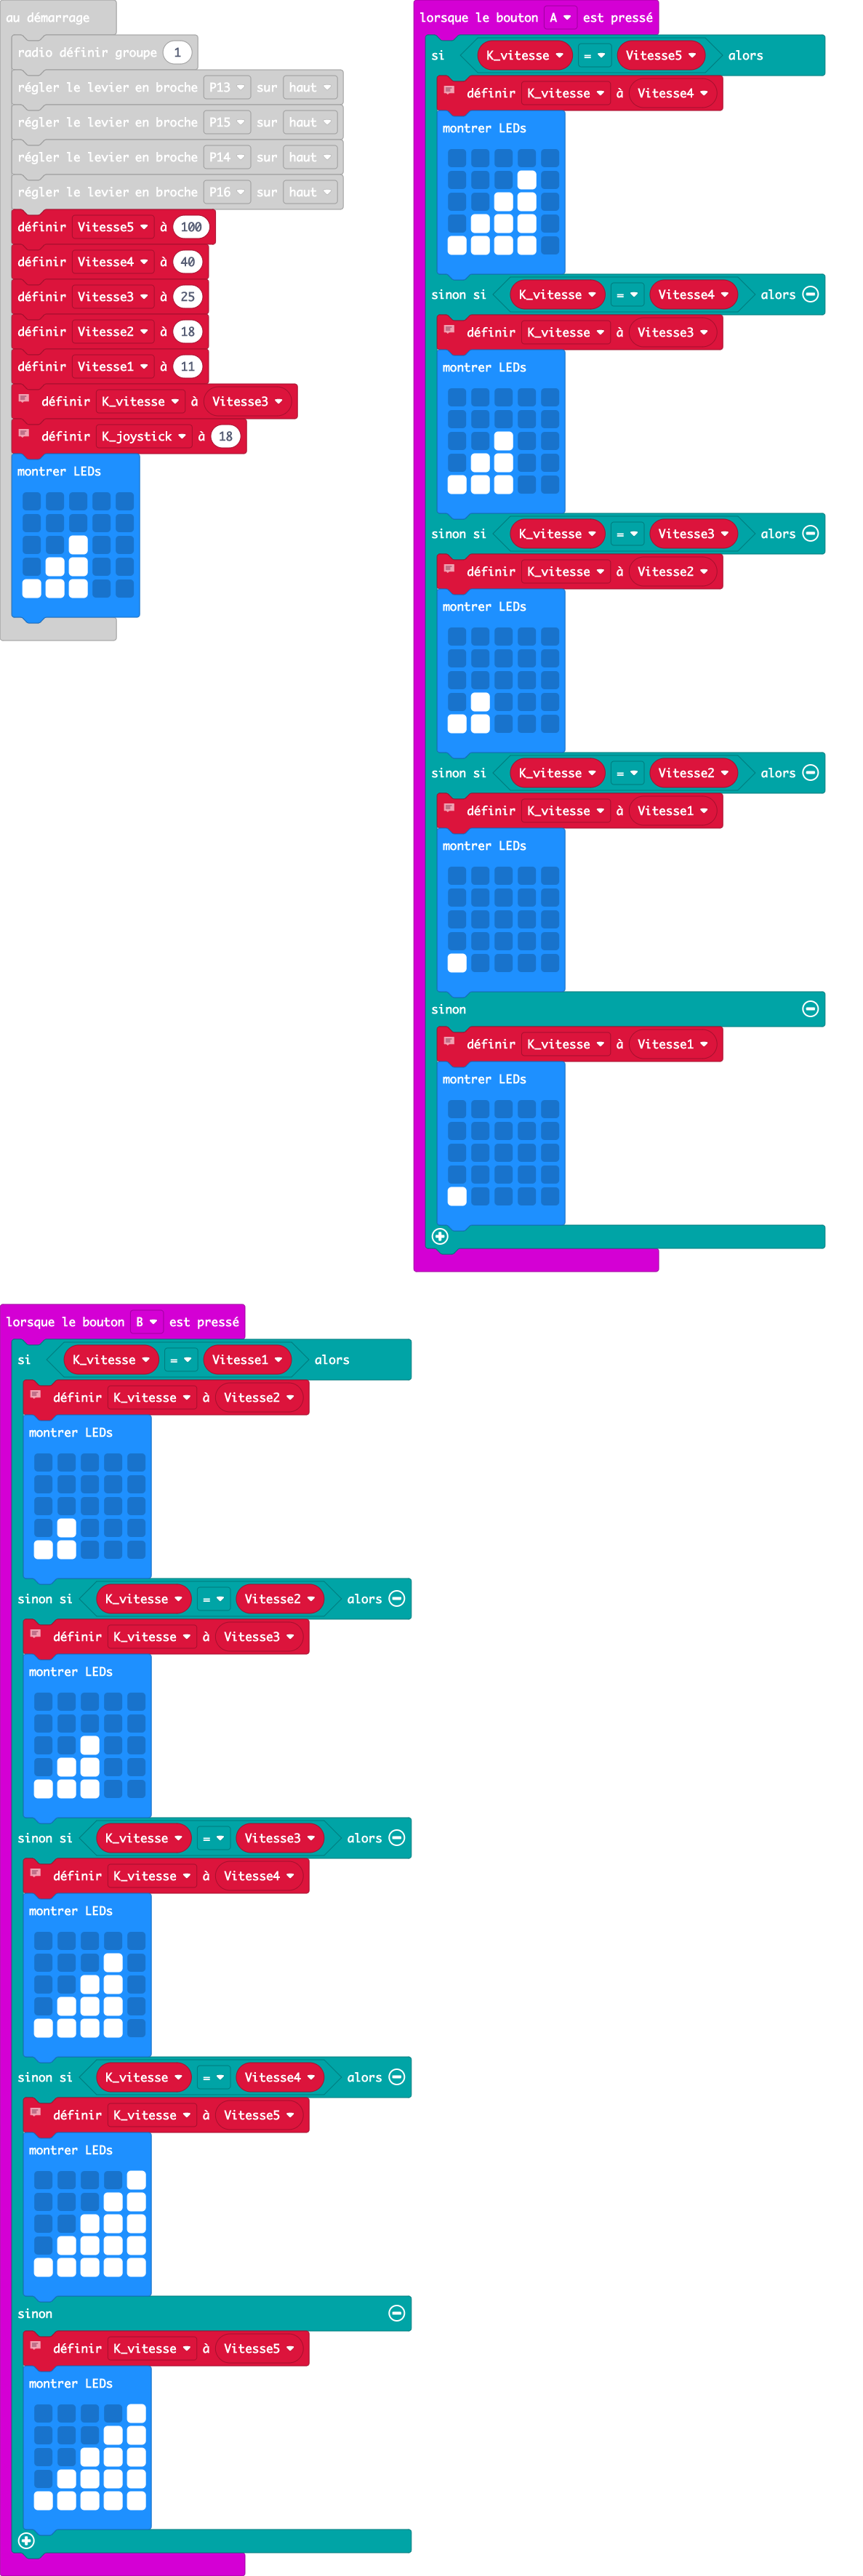 au démarrage
radio définir groupe 1
régler le levier en broche P13 sur haut
régler le levier en broche P15 sur haut
régler le levier en broche P14 sur haut
régler le levier en broche P16 sur haut
définir Vitesse5 à 100
définir Vitesse4 à 40
définir Vitesse3 à 25
définir Vitesse2 à 18
définir Vitesse1 à 11
définir K_vitesse à Vitesse3
définir K_joystick à 18
montrer LEDs
lorsque le bouton A est pressé
si K_vitesse = Vitesse5 alors
définir K_vitesse à Vitesse4
montrer LEDs
sinon si K_vitesse = Vitesse4 alors
définir K_vitesse à Vitesse3
montrer LEDs
sinon si K_vitesse = Vitesse3 alors
définir K_vitesse à Vitesse2
montrer LEDs
sinon si K_vitesse = Vitesse2 alors
définir K_vitesse à Vitesse1
montrer LEDs
sinon
définir K_vitesse à Vitesse1
montrer LEDs
lorsque le bouton B est pressé
si K_vitesse = Vitesse1 alors
définir K_vitesse à Vitesse2
montrer LEDs
sinon si K_vitesse = Vitesse2 alors
définir K_vitesse à Vitesse3
montrer LEDs
sinon si K_vitesse = Vitesse3 alors
définir K_vitesse à Vitesse4
montrer LEDs
sinon si K_vitesse = Vitesse4 alors
définir K_vitesse à Vitesse5
montrer LEDs
sinon
définir K_vitesse à Vitesse5
montrer LEDs